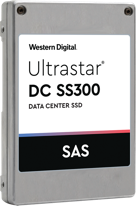 Western Digital
Ultrastar®
DC SS300
DATA CENTER SSD
SAS